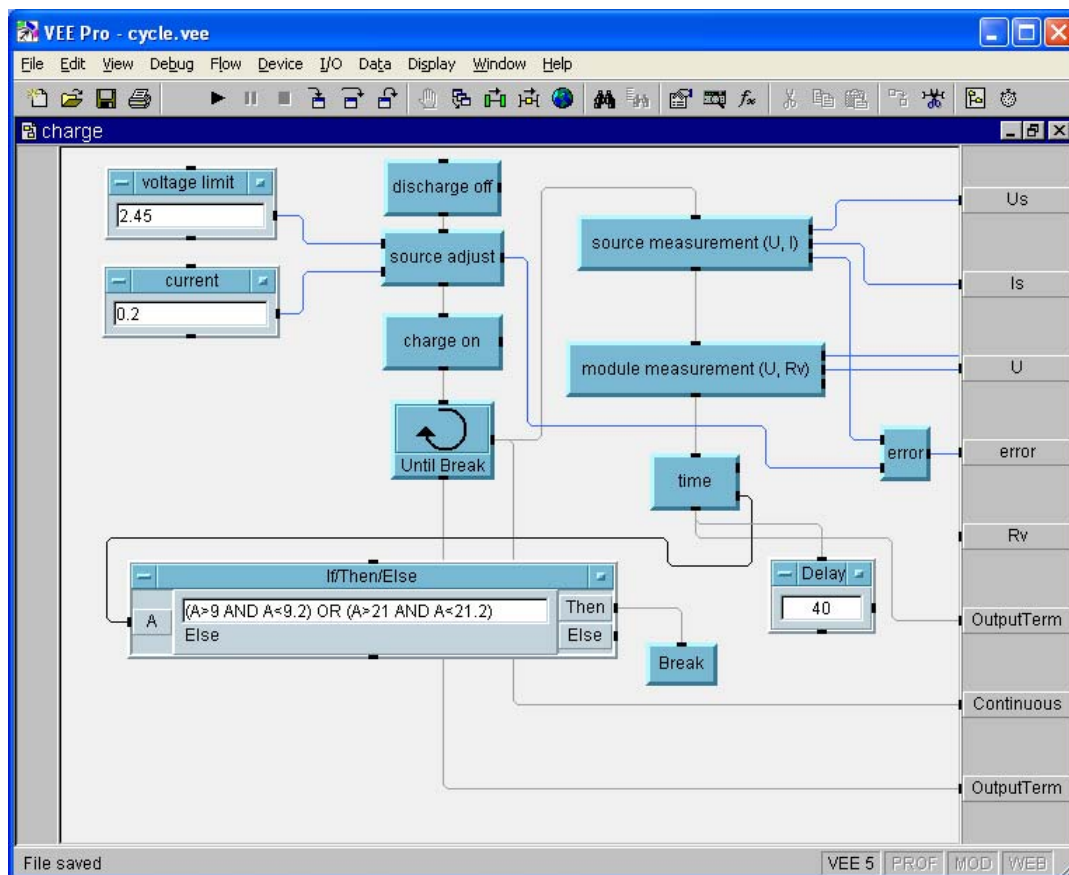 VEE Pro - cycle.vee
File Edit View Debug Flow Device I/O Data Display Window Help
charge
voltage limit
2.45
current
0.2
discharge off
source adjust
charge on
Until Break
source measurement (U, I)
module measurement (U, Rv)
time
error
Delay
40
If/Then/Else
A
(A>9 AND A<9.2) OR (A>21 AND A<21.2)
Else
Then
Else
Break
Us
Is
U
error
Rv
OutputTerm
Continuous
OutputTerm
File saved
VEE 5 PROF MOD WEB